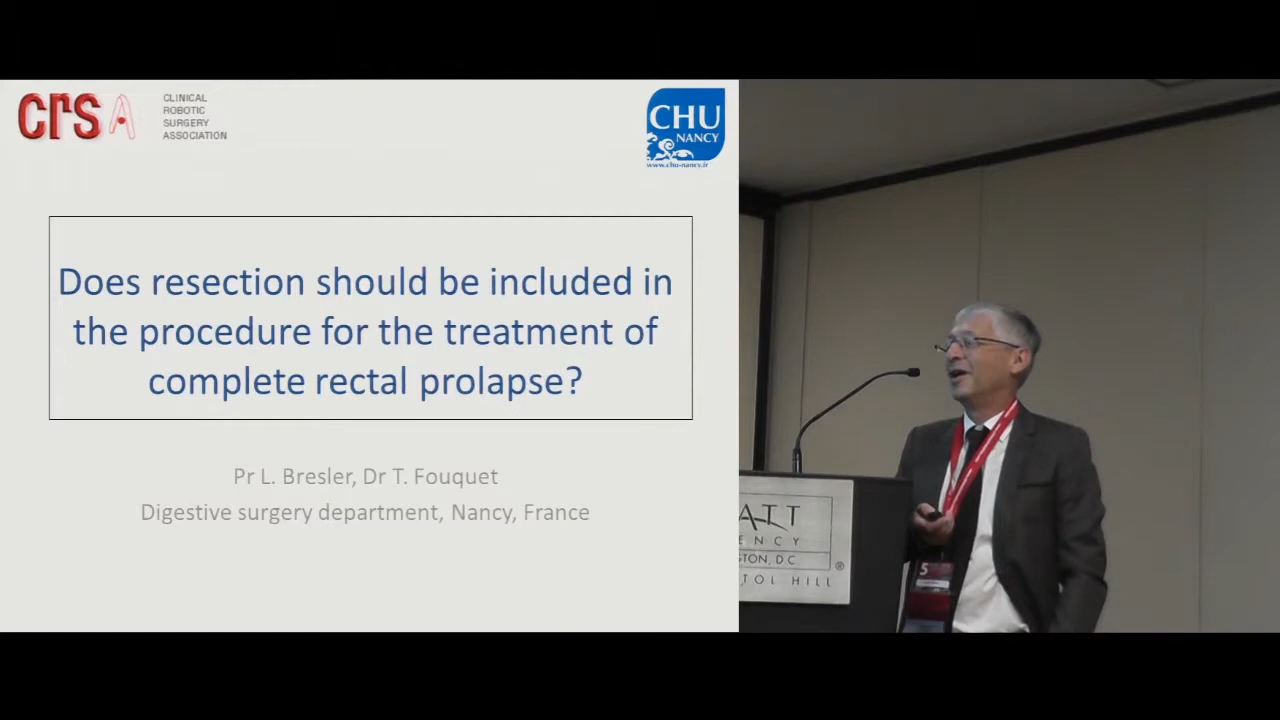 crsA
CLINICAL
ROBOTIC
SURGERY
ASSOCIATION
CHU
NANCY
www.chu-nancy.fr
Does resection should be included in
the procedure for the treatment of
complete rectal prolapse?
Pr L. Bresler, Dr T. Fouquet
Digestive surgery department, Nancy, France
ATT
ENCY
GTON, DC
®
TOL HILL
5